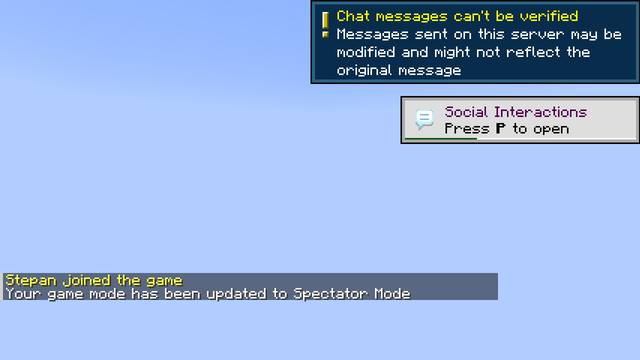 Chat messages can't be verified
Messages sent on this server may be
modified and might not reflect the
original message
Social Interactions
Press P to open
Stepan joined the game
Your game mode has been updated to Spectator Mode